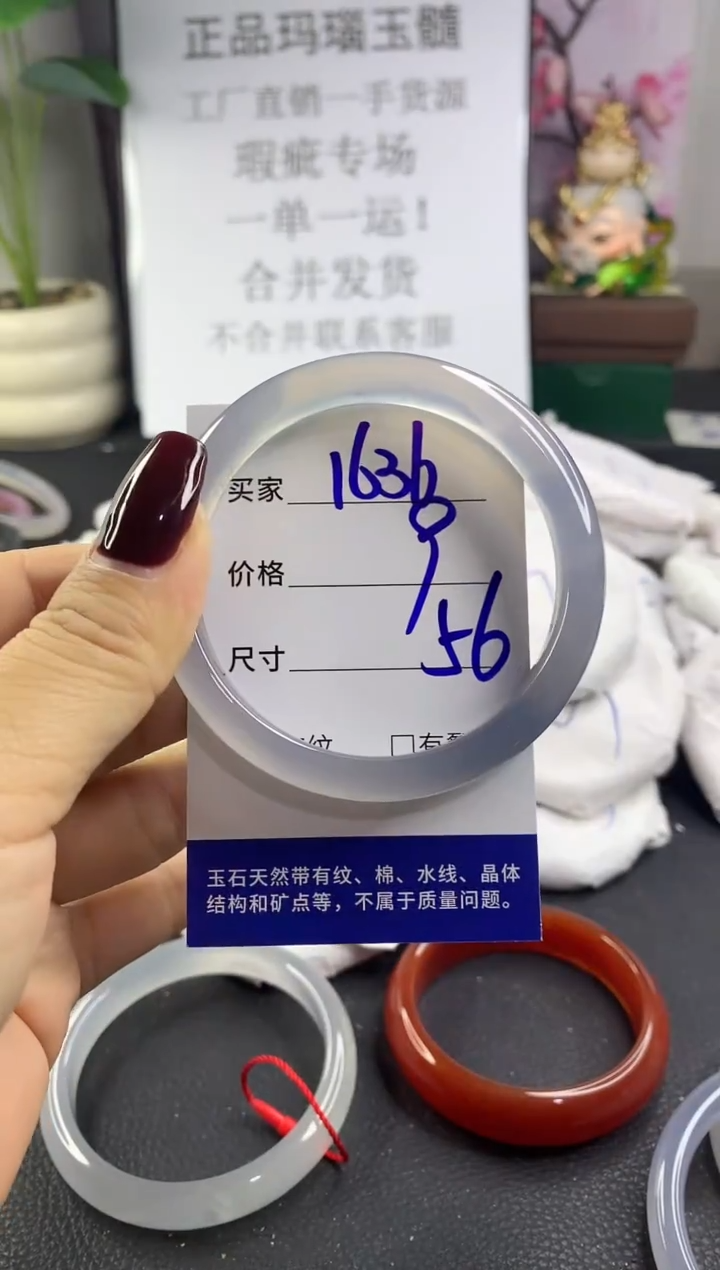 正品玛瑙玉髓
工厂直销一手货源
瑕疵专场
一单一运!
合并发货
不合并联系客服
买家 1636
价格
尺寸 56
纹 □有
玉石天然带有纹、棉、水线、晶体
结构和矿点等，不属于质量问题。